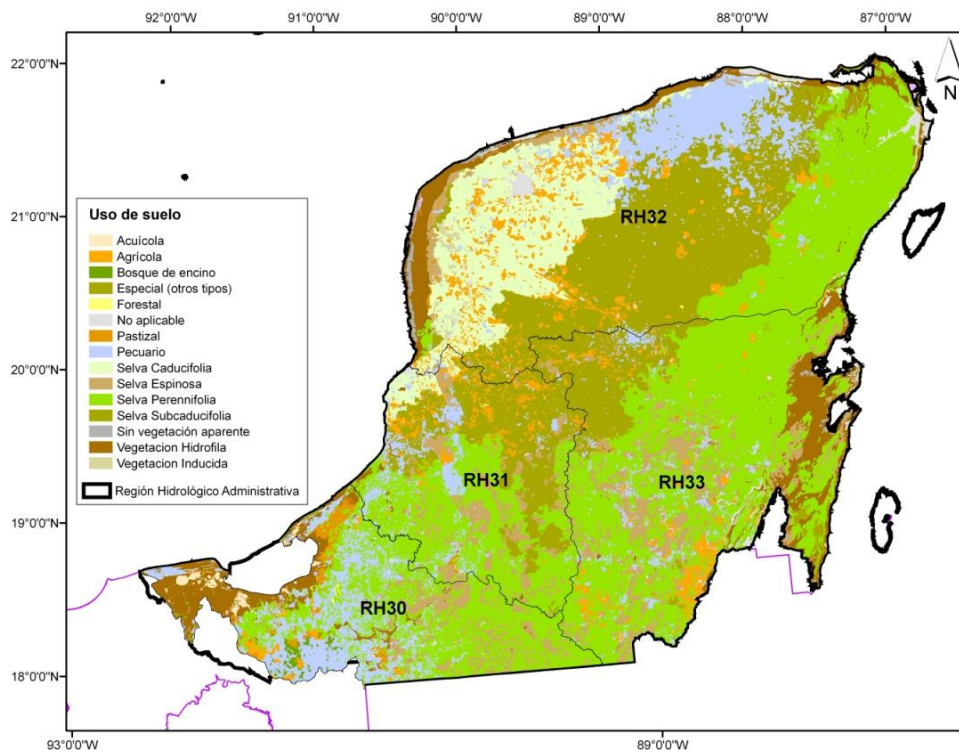 92°0'0"W 91°0'0"W 90°0'0"W 89°0'0"W 88°0'0"W 87°0'0"W
22°0'0"N
N
21°0'0"N
RH32
Uso de suelo
Acuícola
Agrícola
Bosque de encino
Especial (otros tipos)
Forestal
No aplicable
Pastizal
Pecuario
Selva Caducifolia
Selva Espinosa
Selva Perennifolia
Selva Subcaducifolia
Sin vegetación aparente
Vegetacion Hidrofila
Vegetacion Inducida
Región Hidrológico Administrativa
20°0'0"N
RH31
RH33
19°0'0"N
RH30
18°0'0"N
93°0'0"W 89°0'0"W